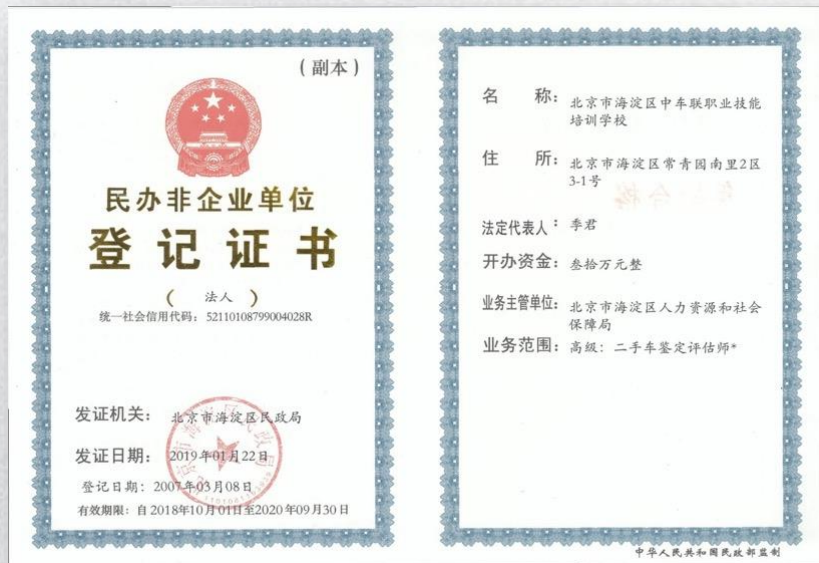 (副本)
民办非企业单位
登记证书
( 法人 )
统一社会信用代码: 52110108799004028R
发证机关: 北京市海淀区民政局
发证日期: 2019年01月22日
登记日期: 2007年03月08日
有效期限: 自2018年10月01日至2020年09月30日
名 称: 北京市海淀区中车联职业技能
培训学校
住 所: 北京市海淀区常青园南里2区
3-1号
法定代表人: 季君
开办资金: 叁拾万元整
业务主管单位: 北京市海淀区人力资源和社会
保障局
业务范围: 高级: 二手车鉴定评估师*
中华人民共和国民政部监制